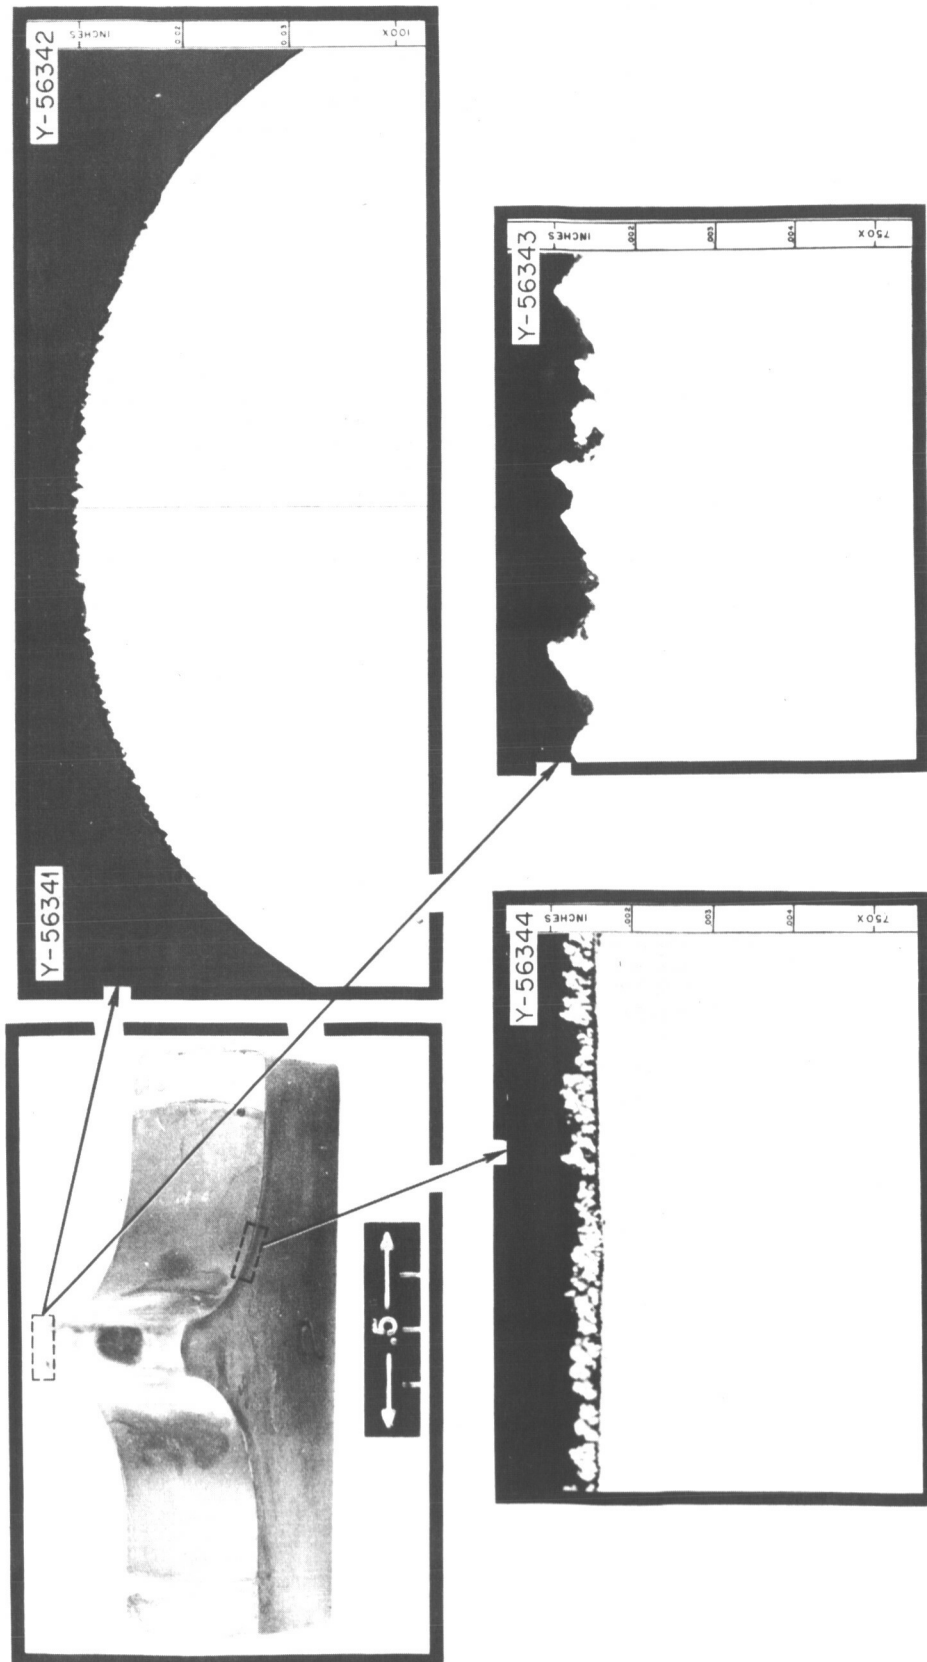 Y-56341
Y-56342
INCHES
0.02
0.03
100X
Y-56343
INCHES
.002
.003
.004
750X
Y-56344
INCHES
.002
.003
.004
750X
.5